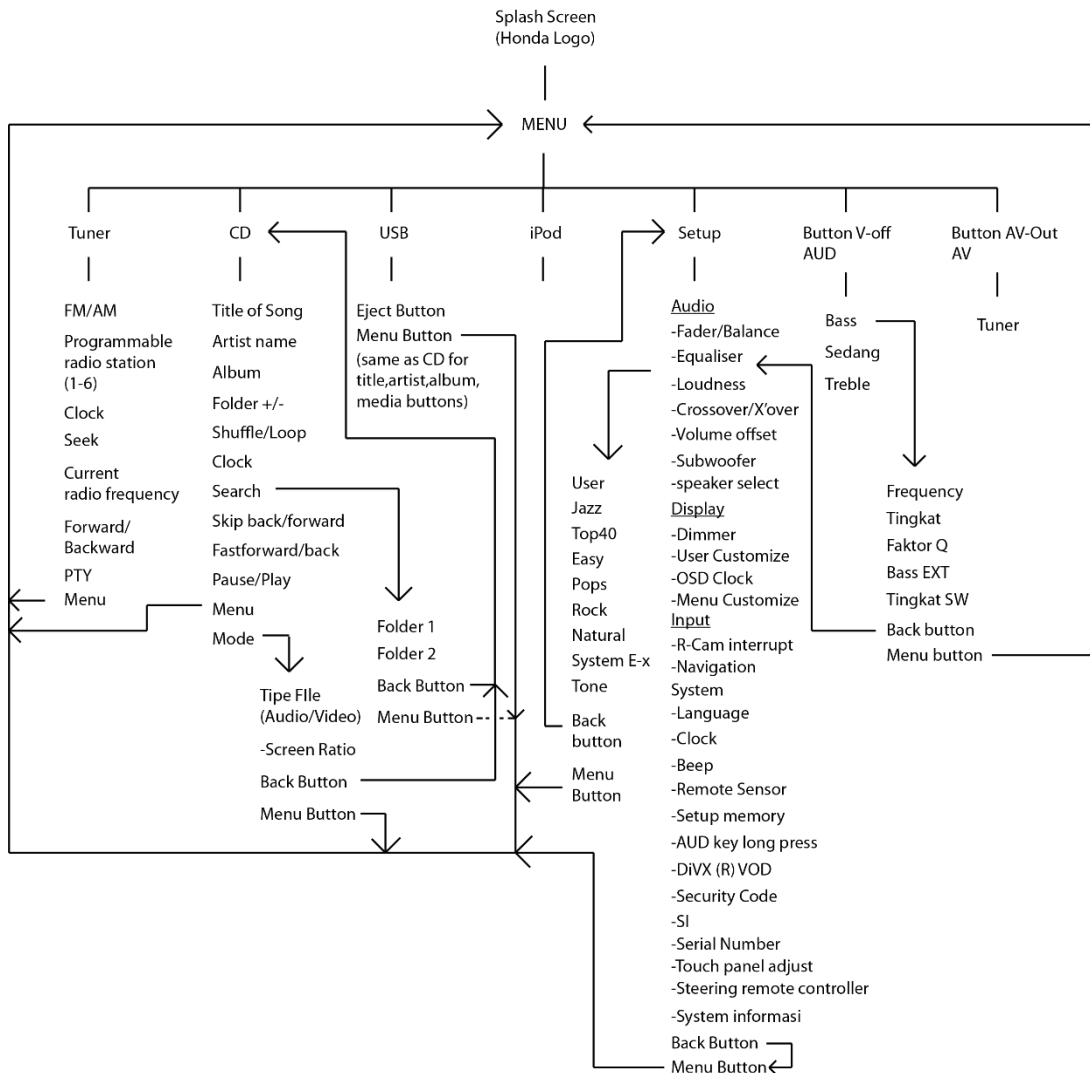 Splash Screen
(Honda Logo)
MENU
Tuner
CD
USB
iPod
Setup
Button V-off
AUD
Button AV-Out
AV
FM/AM
Programmable
radio station
(1-6)
Clock
Seek
Current
radio frequency
Forward/
Backward
PTY
Menu
Title of Song
Artist name
Album
Folder +/-
Shuffle/Loop
Clock
Search
Skip back/forward
Fastforward/back
Pause/Play
Menu
Mode
Tipe FIle
(Audio/Video)
-Screen Ratio
Back Button
Menu Button
Folder 1
Folder 2
Back Button
Menu Button
Eject Button
Menu Button
(same as CD for
title,artist,album,
media buttons)
User
Jazz
Top40
Easy
Pops
Rock
Natural
System E-x
Tone
Back
button
Menu
Button
Audio
-Fader/Balance
-Equaliser
-Loudness
-Crossover/X'over
-Volume offset
-Subwoofer
-speaker select
Display
-Dimmer
-User Customize
-OSD Clock
-Menu Customize
Input
-R-Cam interrupt
-Navigation
System
-Language
-Clock
-Beep
-Remote Sensor
-Setup memory
-AUD key long press
-DiVX (R) VOD
-Security Code
-SI
-Serial Number
-Touch panel adjust
-Steering remote controller
-System informasi
Back Button
Menu Button
Bass
Sedang
Treble
Frequency
Tingkat
Faktor Q
Bass EXT
Tingkat SW
Back button
Menu button
Tuner